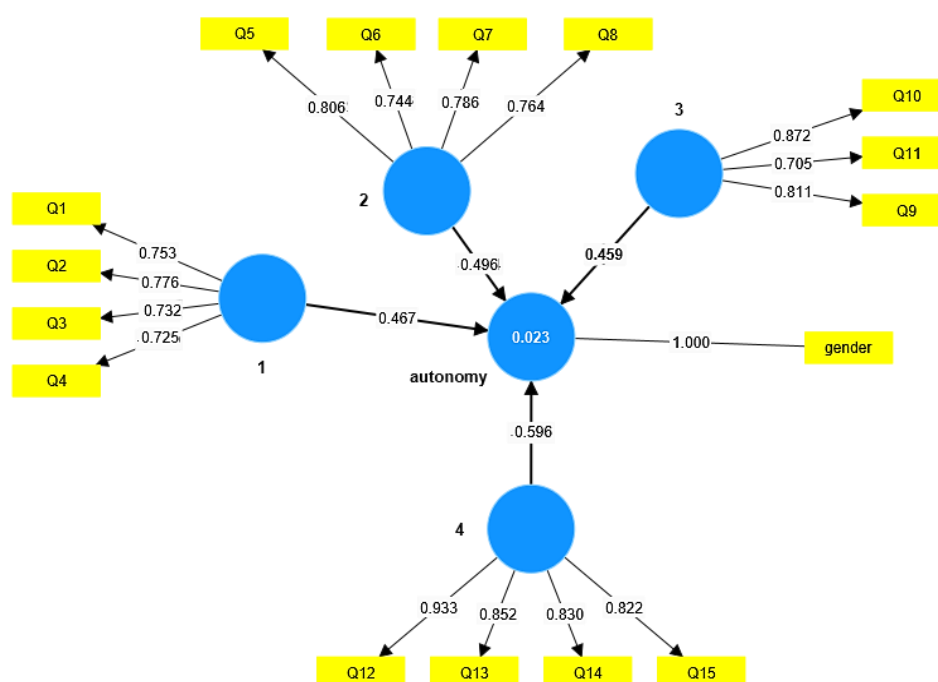 Q5
Q6
Q7
Q8
0.806
0.744
0.786
0.764
2
3
Q10
Q11
Q9
0.872
0.705
0.811
Q1
Q2
Q3
Q4
0.753
0.776
0.732
0.725
1
0.496
0.459
0.467
0.023
autonomy
1.000
gender
0.596
4
0.933
0.852
0.830
0.822
Q12
Q13
Q14
Q15